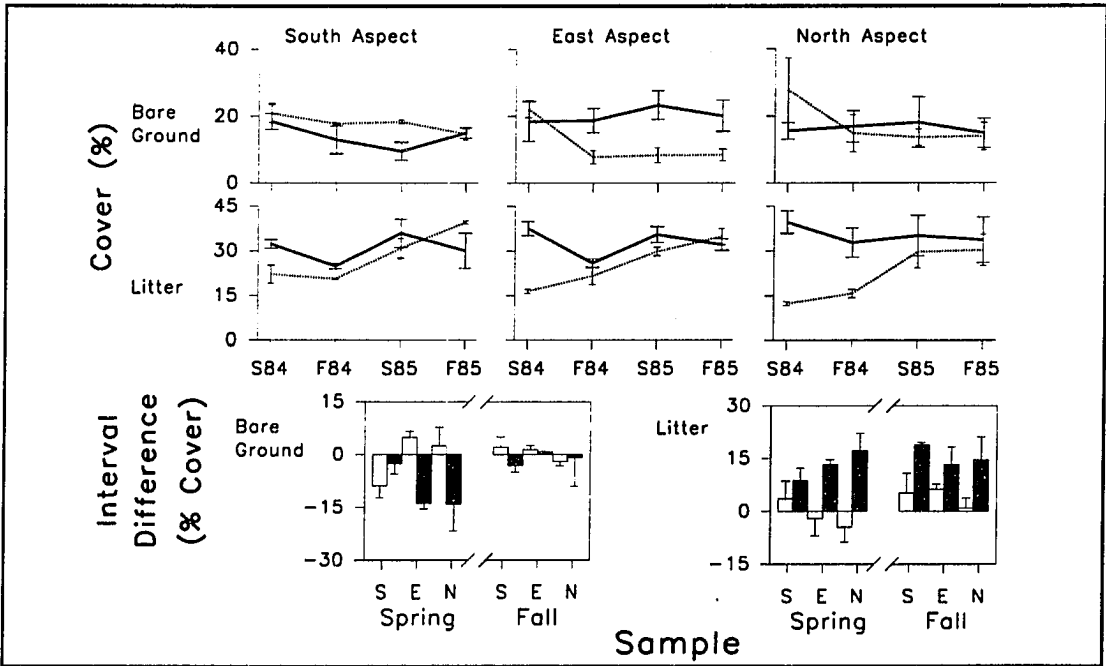 South Aspect East Aspect North Aspect
Cover (%)
Bare Ground
40
20
0
Litter
45
30
15
0
S84 F84 S85 F85 S84 F84 S85 F85 S84 F84 S85 F85
Interval Difference (% Cover)
Bare Ground
15
0
-15
-30
S E N S E N
Spring Fall
Litter
30
15
0
-15
S E N S E N
Spring Fall
Sample